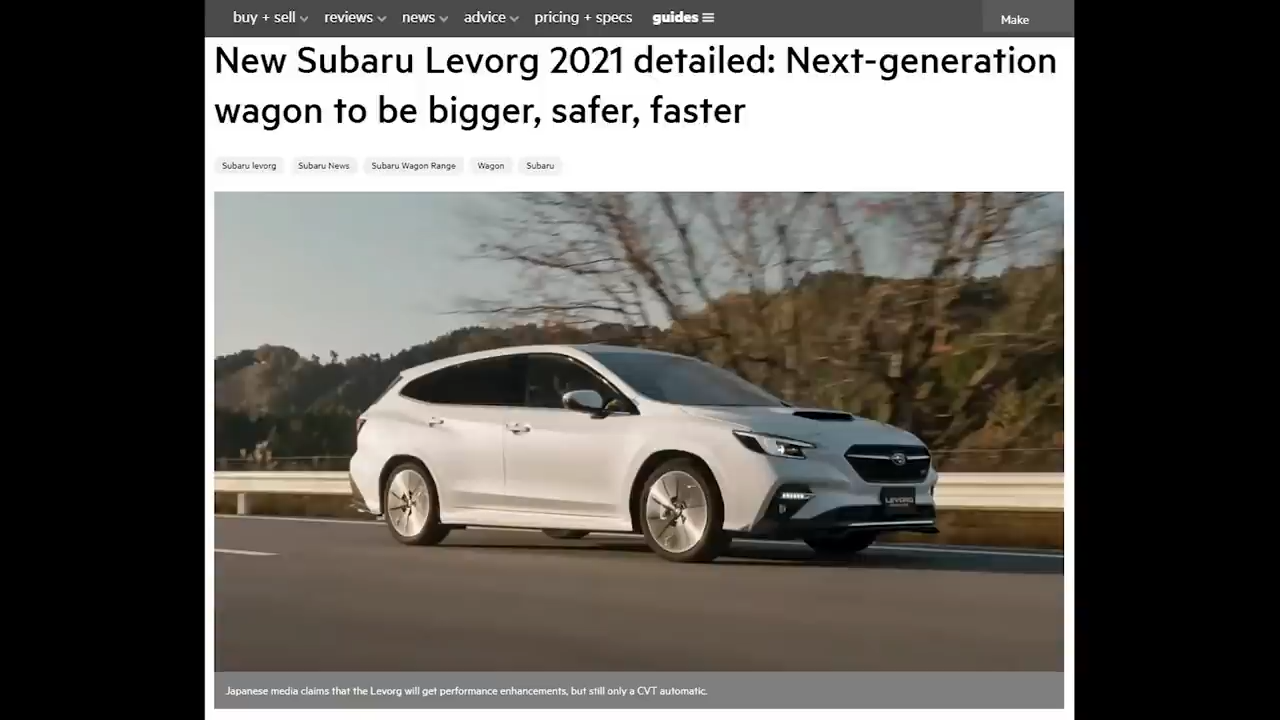 buy + sell reviews news advice pricing + specs guides Make
New Subaru Levorg 2021 detailed: Next-generation
wagon to be bigger, safer, faster
Subaru levorg Subaru News Subaru Wagon Range Wagon Subaru
LEVORG
Japanese media claims that the Levorg will get performance enhancements, but still only a CVT automatic.